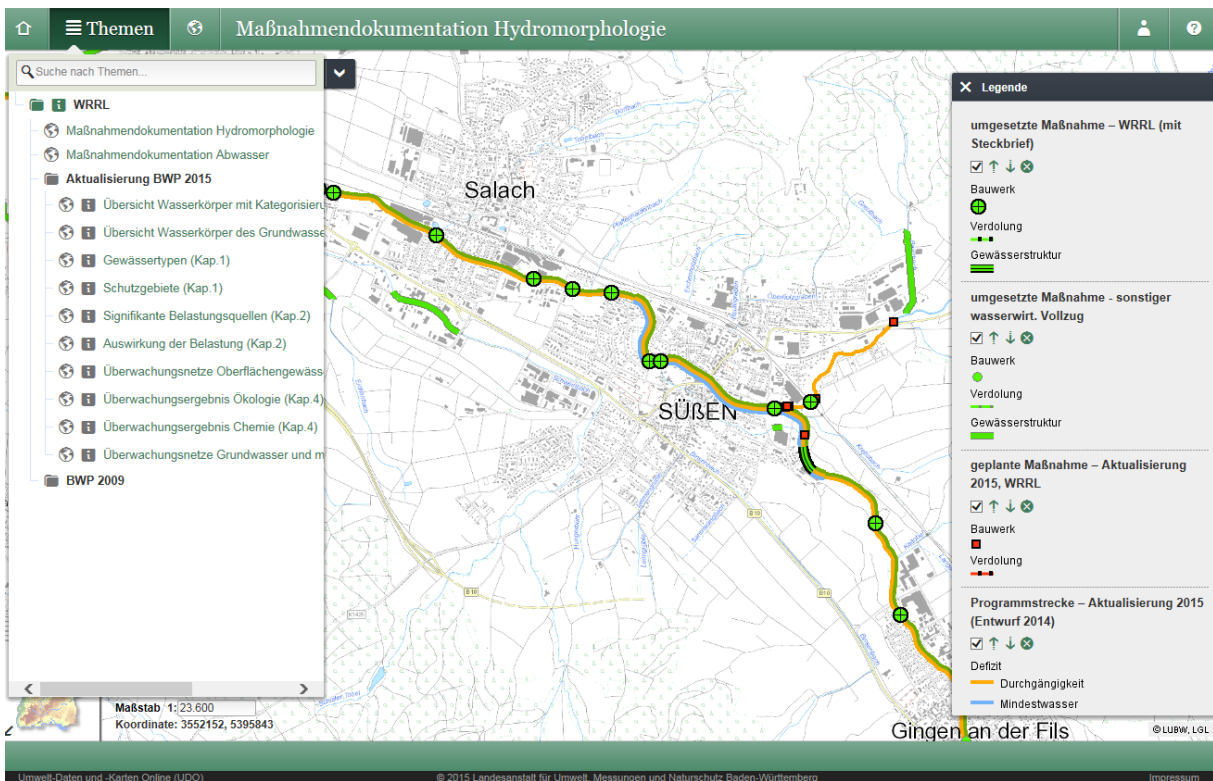 Themen
Maßnahmendokumentation Hydromorphologie
Suche nach Themen...
WRRL
Maßnahmendokumentation Hydromorphologie
Maßnahmendokumentation Abwasser
Aktualisierung BWP 2015
Übersicht Wasserkörper mit Kategorisieru
Übersicht Wasserkörper des Grundwasse
Gewässertypen (Kap.1)
Schutzgebiete (Kap.1)
Signifikante Belastungsquellen (Kap.2)
Auswirkung der Belastung (Kap.2)
Überwachungsnetze Oberflächengewäss
Überwachungsergebnis Ökologie (Kap.4)
Überwachungsergebnis Chemie (Kap.4)
Überwachungsnetze Grundwasser und m
BWP 2009
Salach
SÜßEN
B 10
B 10
B 10
Gingen an der Fils
Legende
umgesetzte Maßnahme – WRRL (mit
Steckbrief)
Bauwerk
Verdolung
Gewässerstruktur
umgesetzte Maßnahme - sonstiger
wasserwirt. Vollzug
Bauwerk
Verdolung
Gewässerstruktur
geplante Maßnahme – Aktualisierung
2015, WRRL
Bauwerk
Verdolung
Programmstrecke – Aktualisierung 2015
(Entwurf 2014)
Defizit
Durchgängigkeit
Mindestwasser
Maßstab 1: 23.600
Koordinate: 3552152, 5395843
© LUBW, LGL
Umwelt-Daten und -Karten Online (UDO)
© 2015 Landesanstalt für Umwelt, Messungen und Naturschutz Baden-Württemberg
Impressum